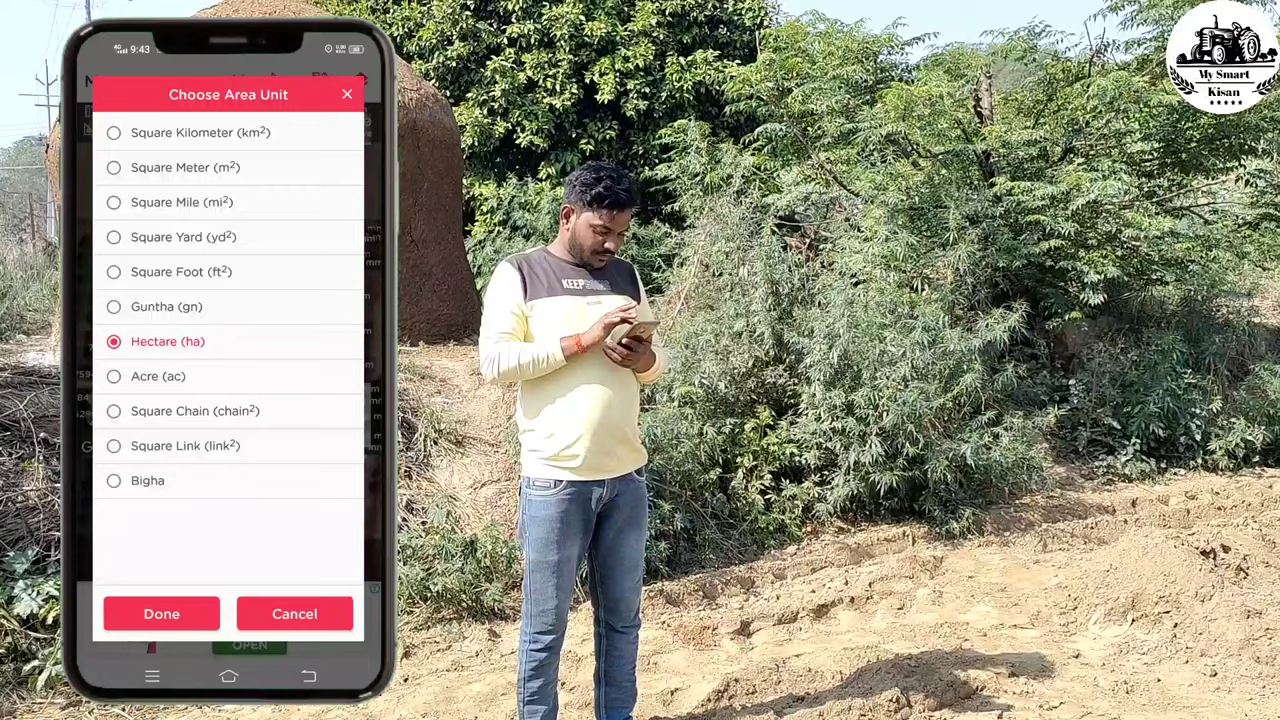 4G 9:43
Choose Area Unit
Square Kilometer (km²)
Square Meter (m²)
Square Mile (mi²)
Square Yard (yd²)
Square Foot (ft²)
Guntha (gn)
Hectare (ha)
Acre (ac)
Square Chain (chain²)
Square Link (link²)
Bigha
Done
Cancel
OPEN
KEEP
My Smart
Kisan